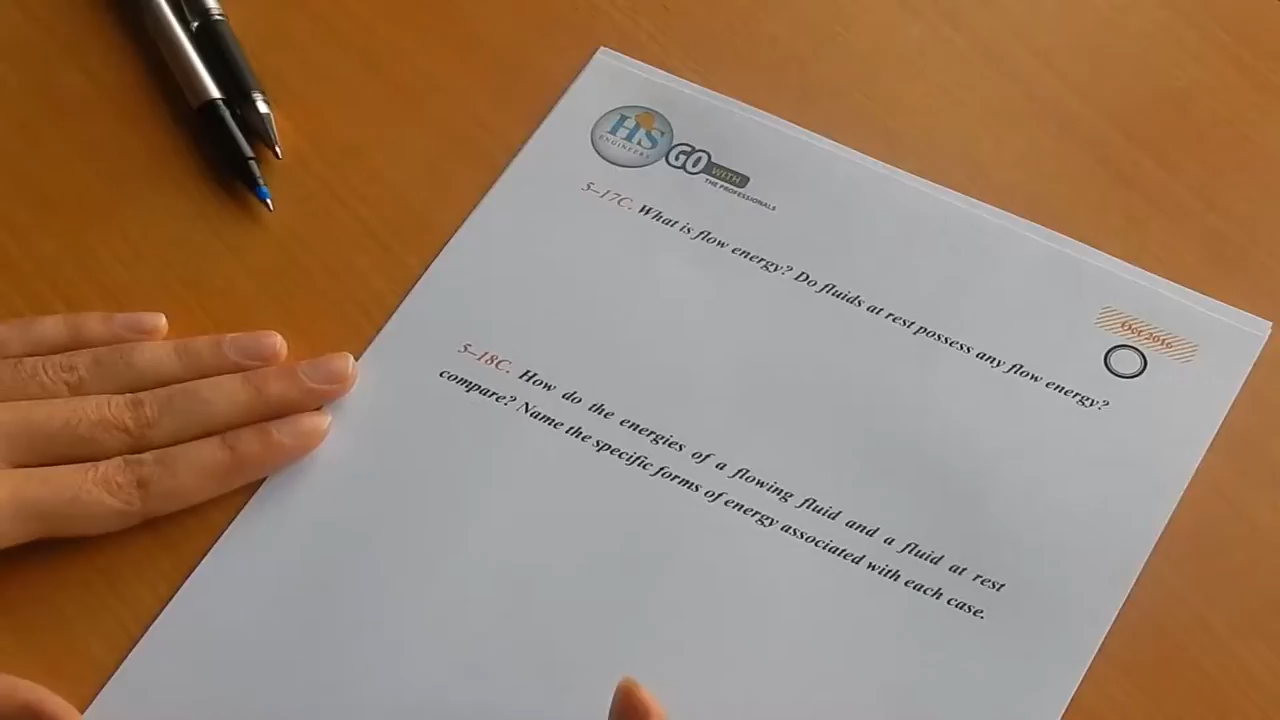 HS
ENGINEERS
GO WITH
THE PROFESSIONALS
5–17C. What is flow energy? Do fluids at rest possess any flow energy?
Oct 2016
5–18C. How do the energies of a flowing fluid and a fluid at rest
compare? Name the specific forms of energy associated with each case.